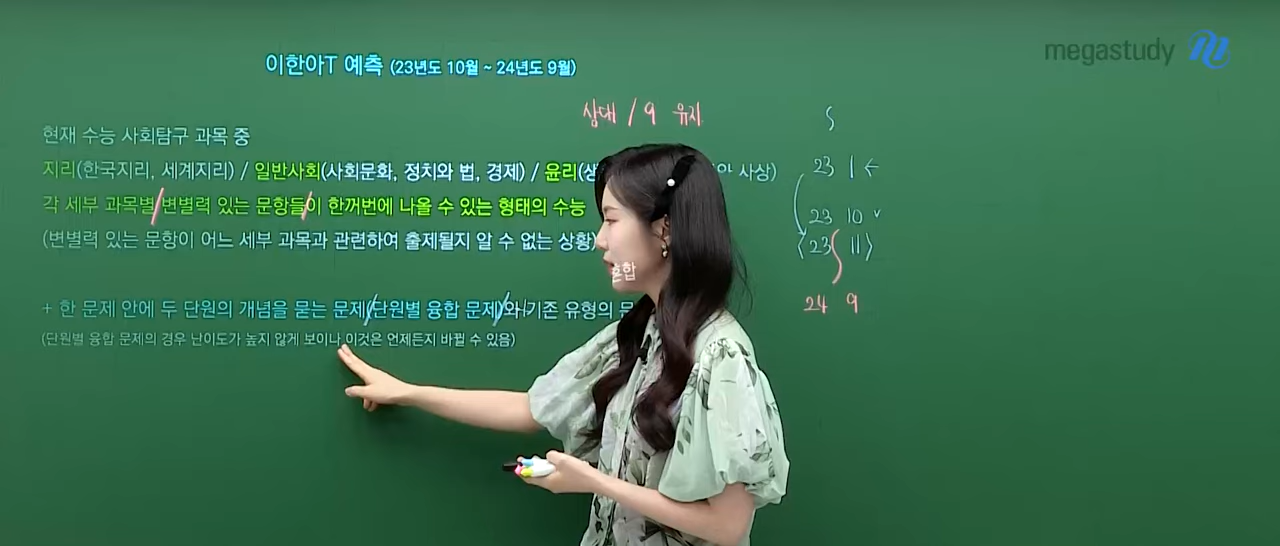 megastudy
이한아T 예측 (23년도 10월 ~ 24년도 9월)
상대 / 9 유지
현재 수능 사회탐구 과목 중
지리(한국지리, 세계지리) / 일반사회(사회문화, 정치와 법, 경제) / 윤리( 사상)
각 세부 과목별 변별력 있는 문항들이 한꺼번에 나올 수 있는 형태의 수능
(변별력 있는 문항이 어느 세부 과목과 관련하여 출제될지 알 수 없는 상황)
혼합
+ 한 문제 안에 두 단원의 개념을 묻는 문제(단원별 융합 문제)와 기존 유형의
(단원별 융합 문제의 경우 난이도가 높지 않게 보이나 이것은 언제든지 바뀔 수 있음)
23 1 ←
23 10 ✓
〈23 11〉
24 9